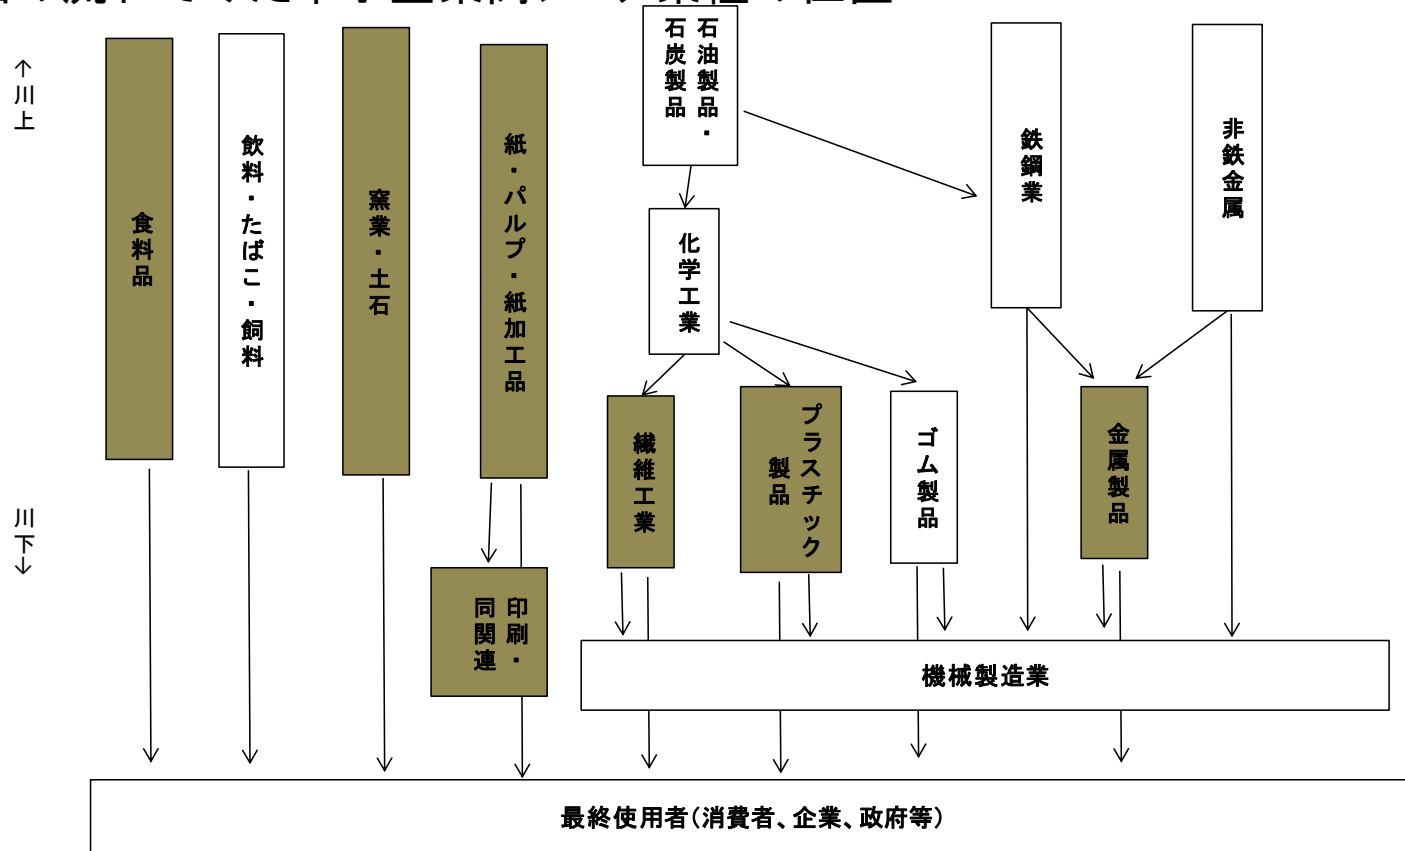 ↑川上
川下↓
食料品
飲料・たばこ・飼料
窯業・土石
紙・パルプ・紙加工品
印刷・
同関連
石油製品・
石炭製品
化学工業
繊維工業
プラスチック
製品
ゴム製品
鉄鋼業
非鉄金属
金属製品
機械製造業
最終使用者(消費者、企業、政府等)